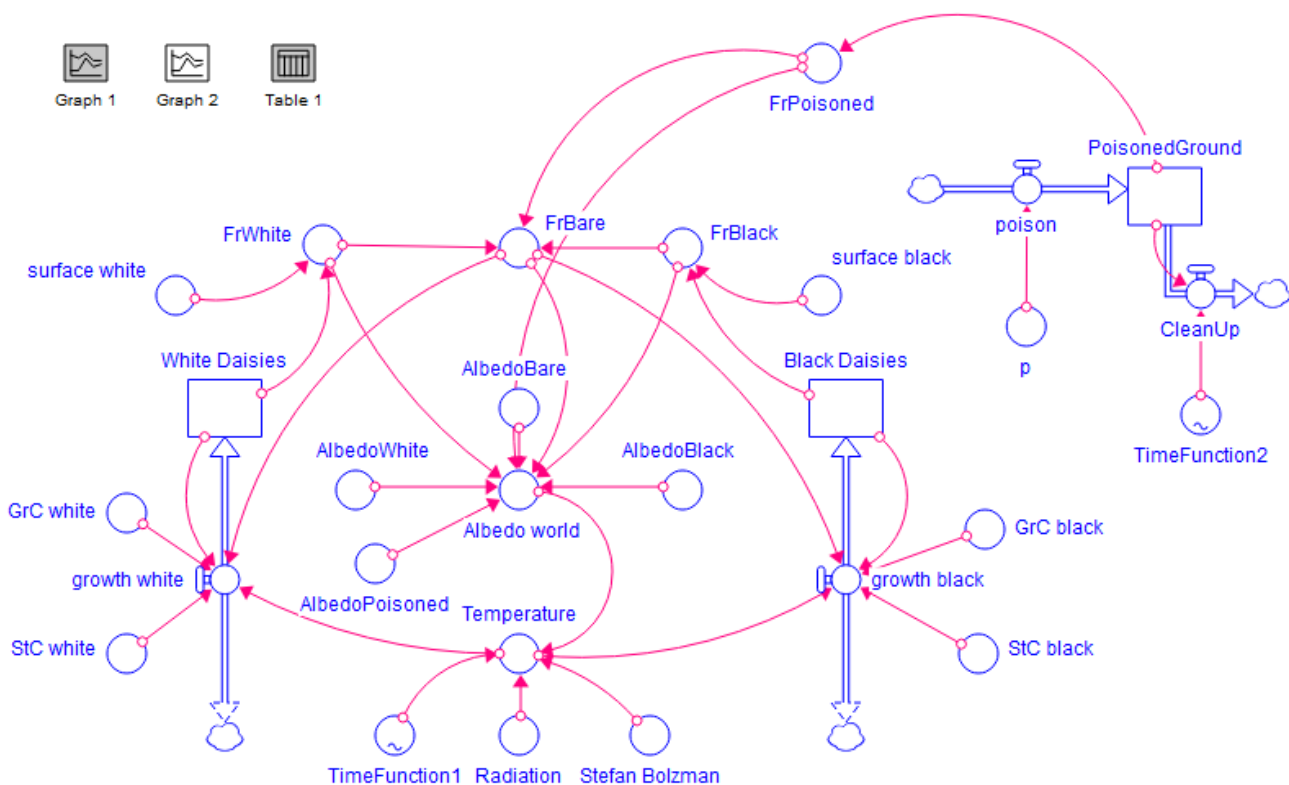 Graph 1
Graph 2
Table 1
FrPoisoned
PoisonedGround
poison
FrWhite
FrBare
FrBlack
surface white
surface black
CleanUp
p
White Daisies
AlbedoBare
Black Daisies
AlbedoWhite
AlbedoBlack
TimeFunction2
GrC white
Albedo world
GrC black
growth white
growth black
AlbedoPoisoned
Temperature
StC white
StC black
TimeFunction1
Radiation
Stefan Bolzman